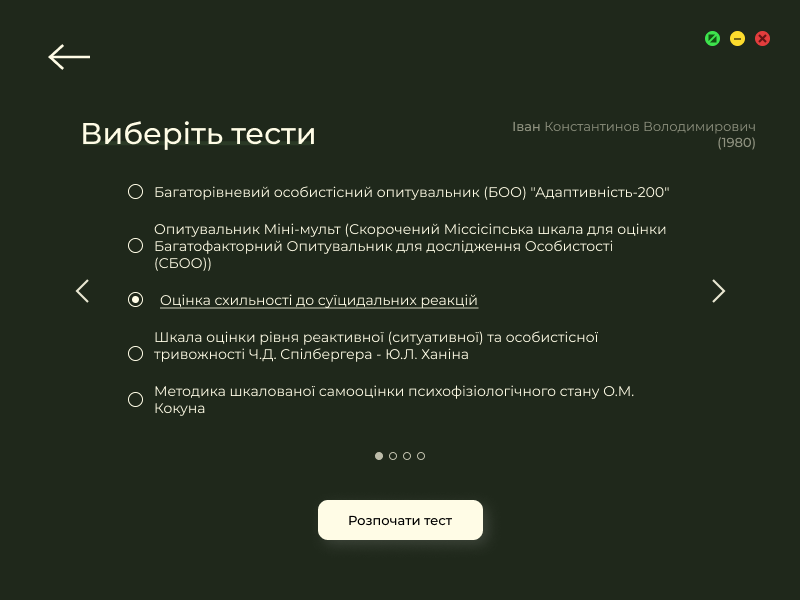 Виберіть тести
Іван Константинов Володимирович
(1980)
Багаторівневий особистісний опитувальник (БОО) "Адаптивність-200"
Опитувальник Міні-мульт (Скорочений Міссісіпська шкала для оцінки
Багатофакторний Опитувальник для дослідження Особистості
(СБОО))
Оцінка схильності до суїцидальних реакцій
Шкала оцінки рівня реактивної (ситуативної) та особистісної
тривожності Ч.Д. Спілбергера - Ю.Л. Ханіна
Методика шкалованої самооцінки психофізіологічного стану О.М.
Кокуна
Розпочати тест